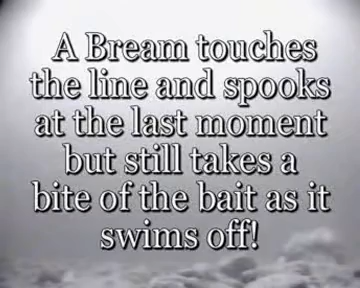 A Bream touches
the line and spooks
at the last moment
but still takes a
bite of the bait as it
swims off!